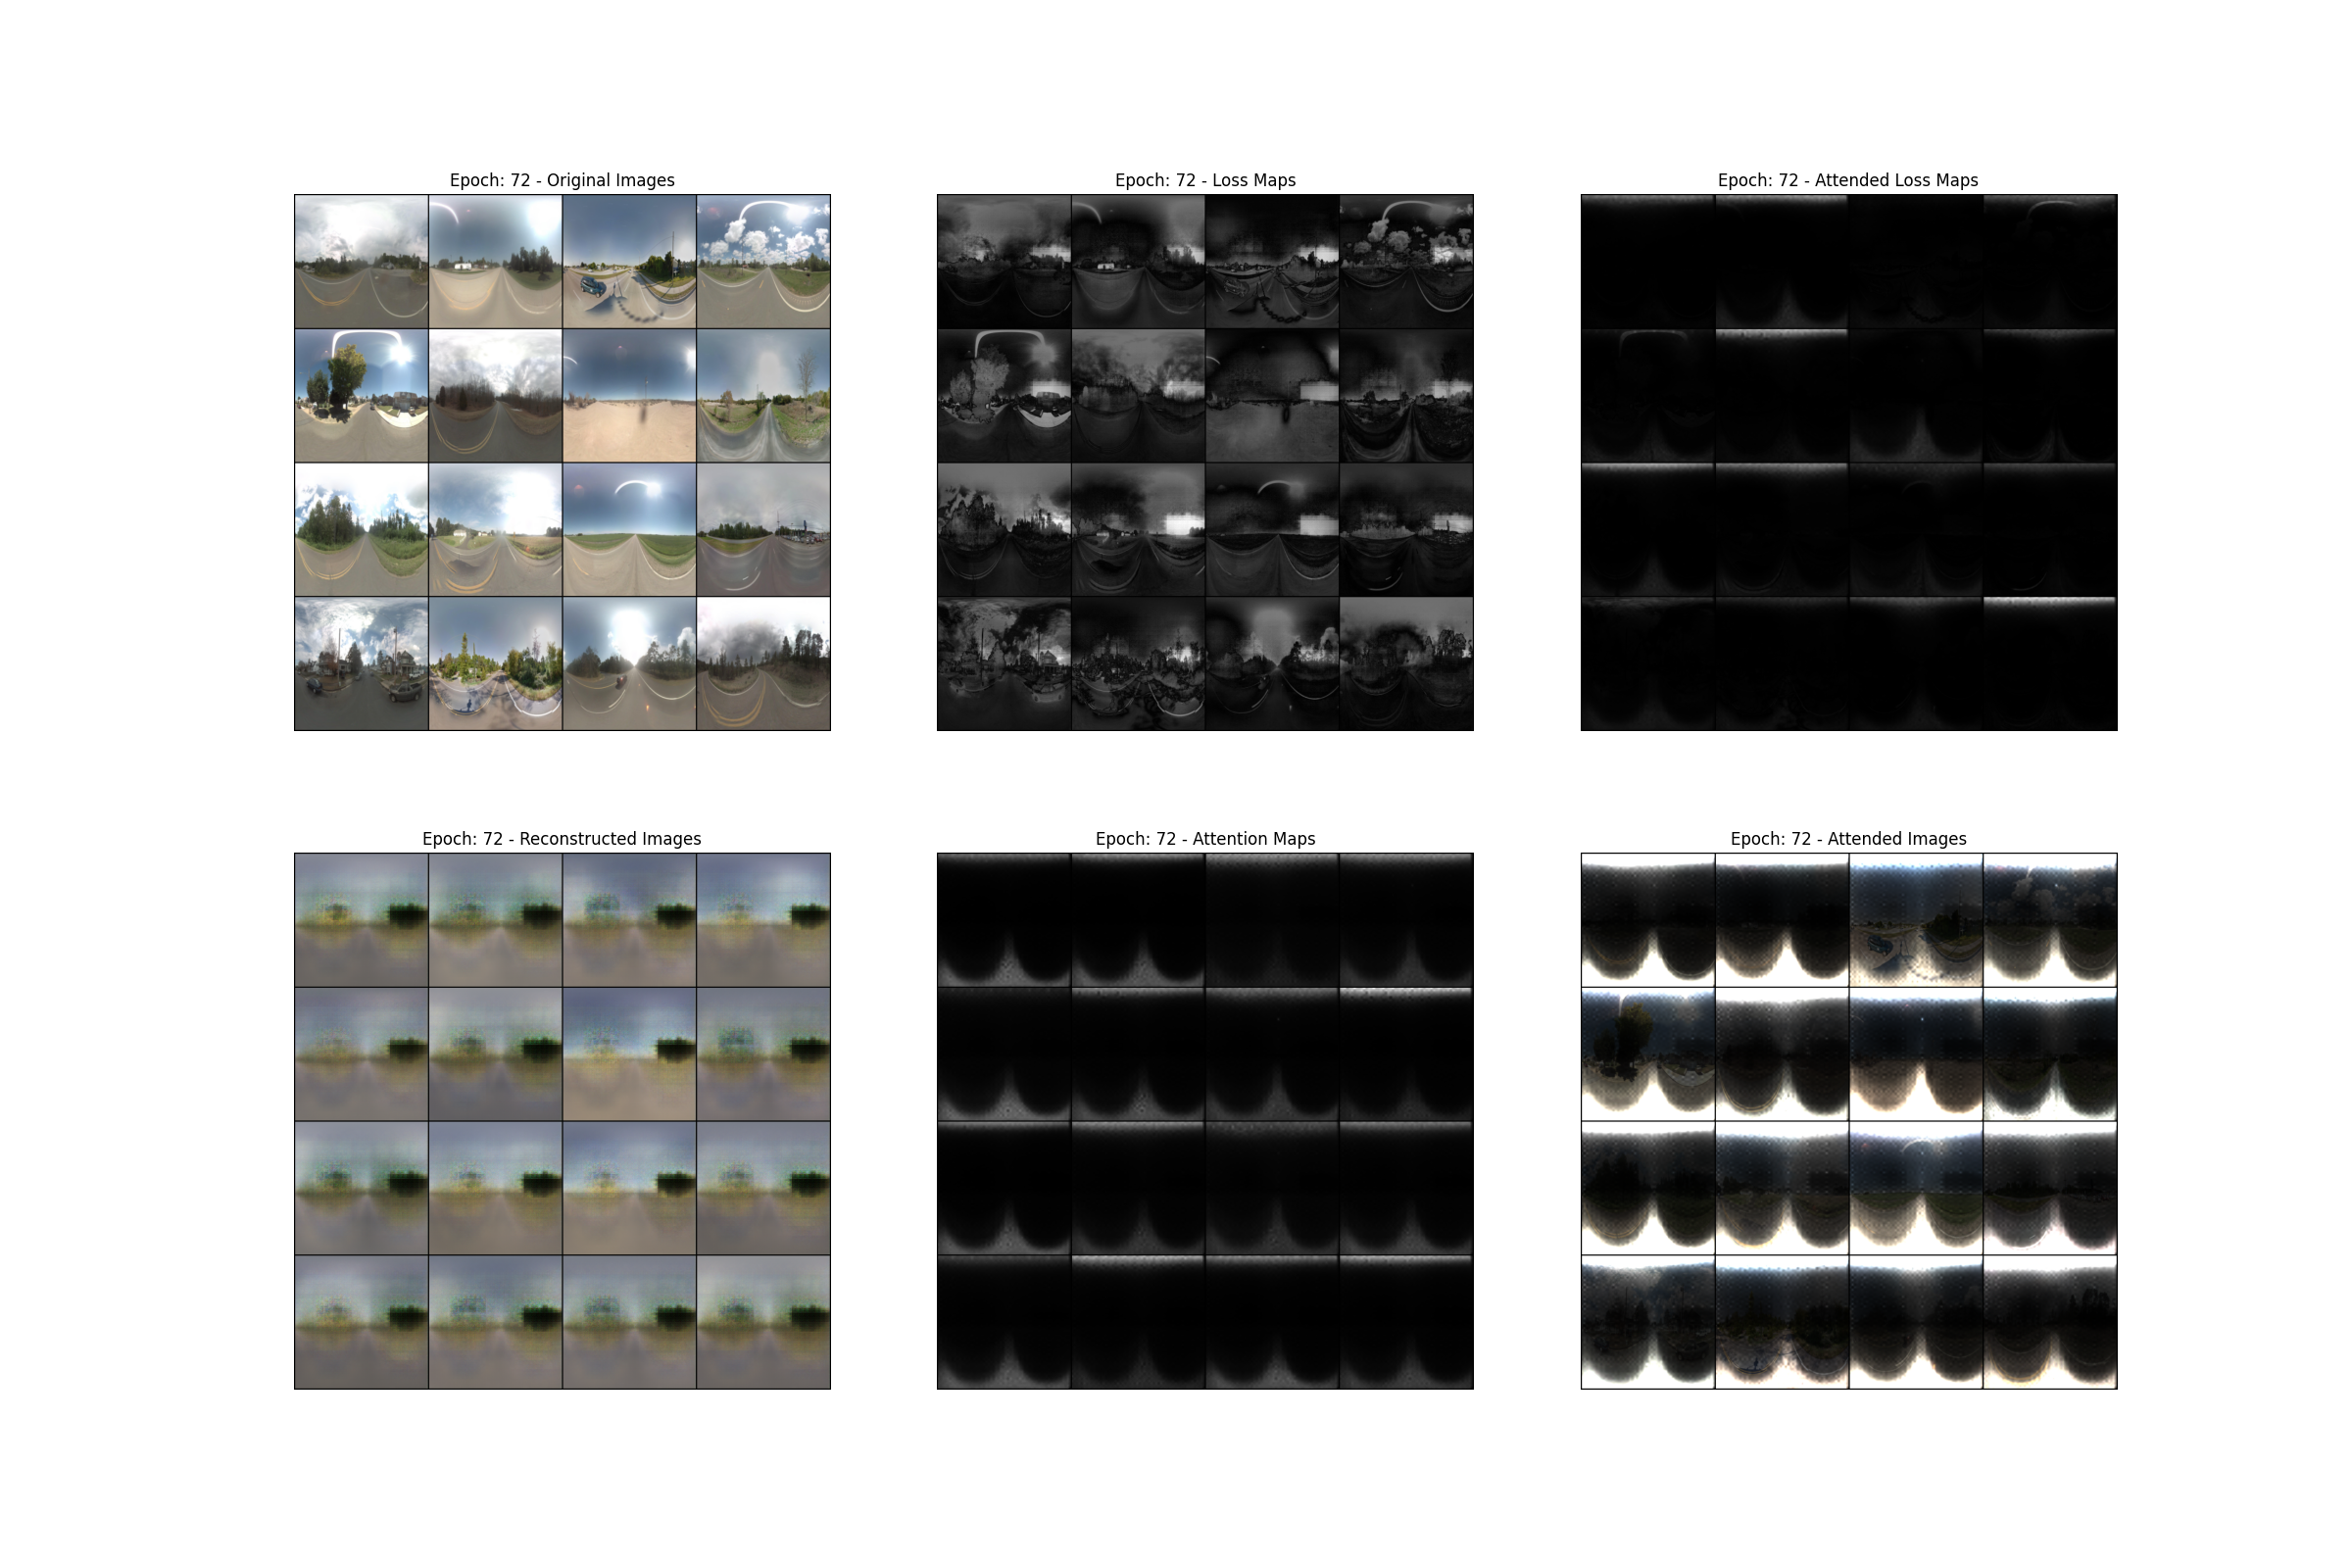 Epoch: 72 - Original Images
Epoch: 72 - Loss Maps
Epoch: 72 - Attended Loss Maps
Epoch: 72 - Reconstructed Images
Epoch: 72 - Attention Maps
Epoch: 72 - Attended Images